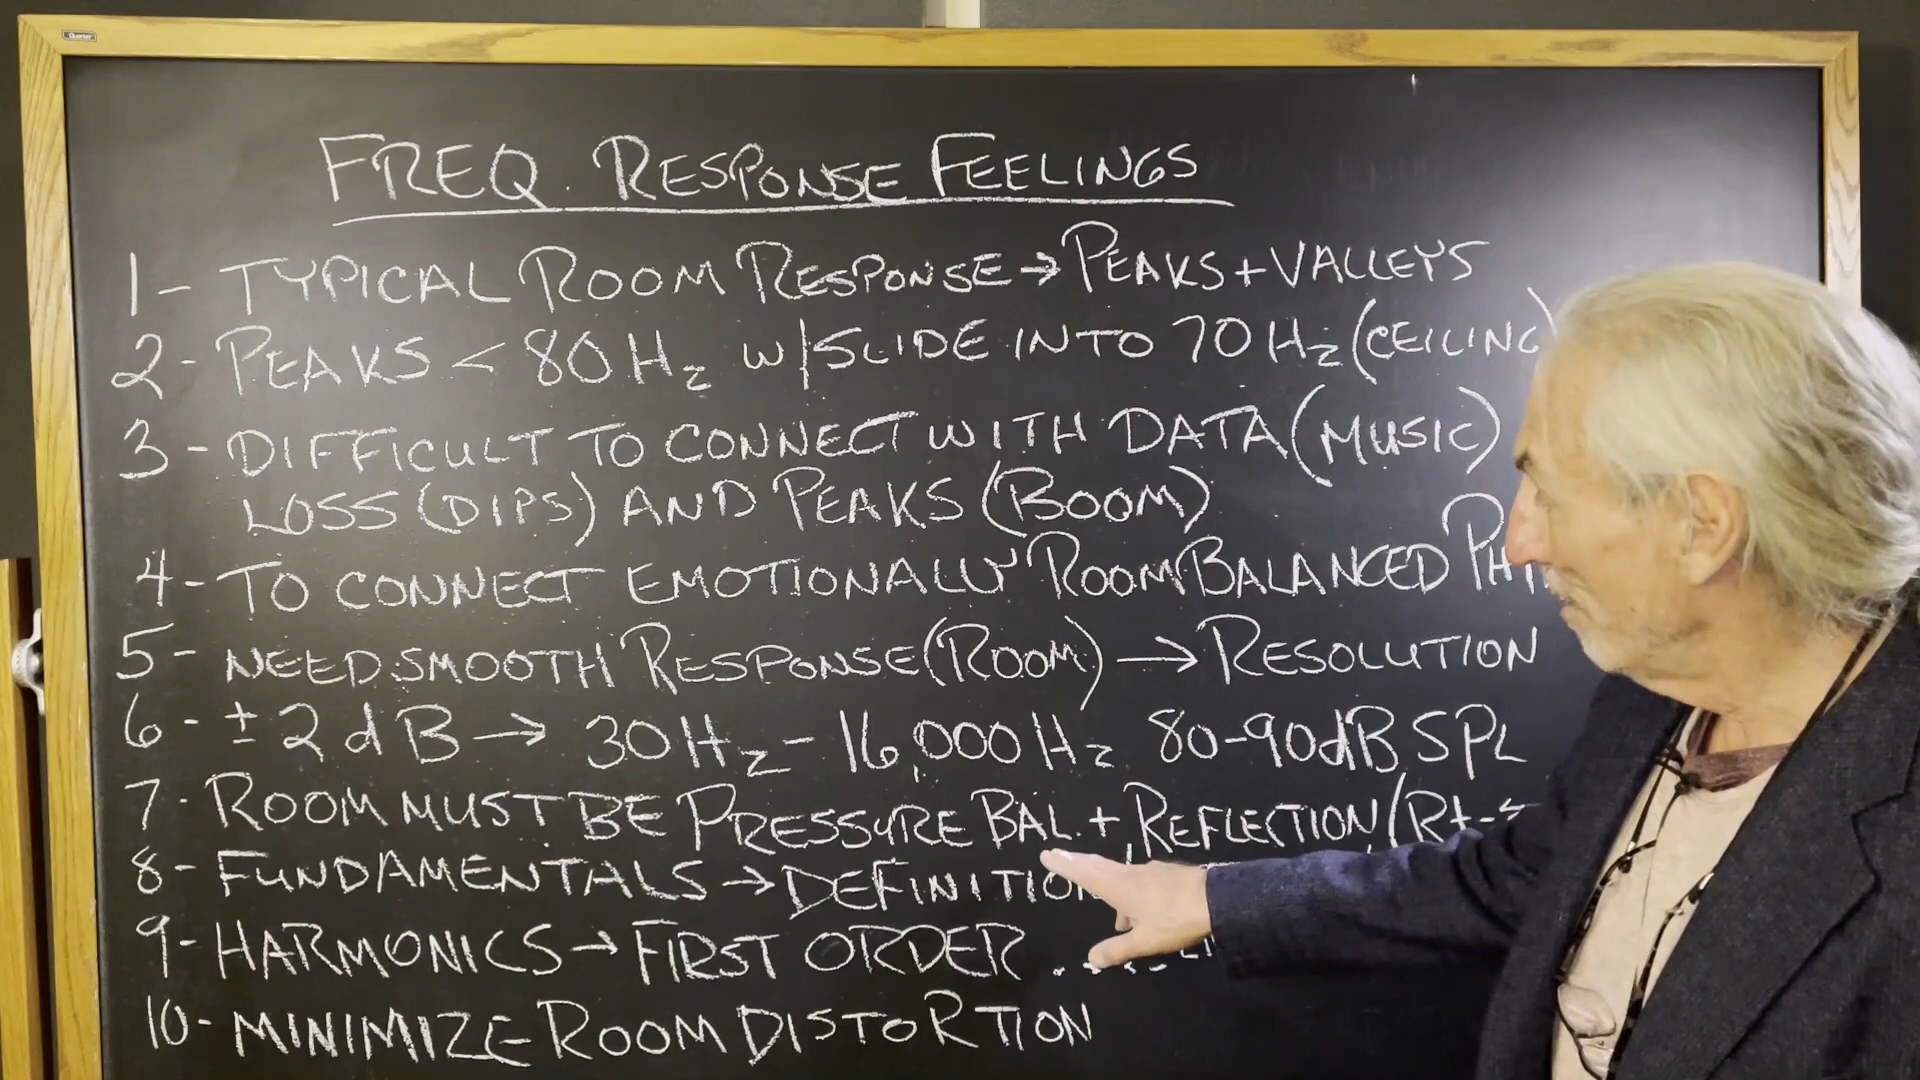 FREQ. RESPONSE FEELINGS
1- TYPICAL ROOM RESPONSE → PEAKS + VALLEYS
2- PEAKS < 80 Hz w/SLIDE INTO 70 Hz (CEILING)
3- DIFFICULT TO CONNECT WITH DATA (MUSIC)
LOSS (DIPS) AND PEAKS (BOOM)
4- TO CONNECT EMOTIONALLY ROOM BALANCED
5- NEED SMOOTH RESPONSE (ROOM) → RESOLUTION
6- ±2 dB → 30 Hz - 16,000 Hz 80-90 dB SPL
7- ROOM MUST BE PRESSURE BAL. + REFLECTION (Rt-
8- FUNDAMENTALS → DEFINITION
9- HARMONICS → FIRST ORDER
10- MINIMIZE ROOM DISTORTION